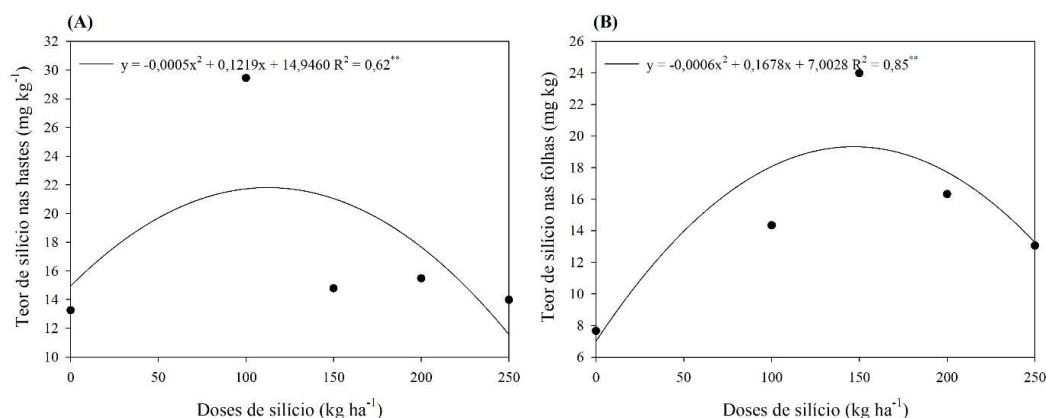 (A)
y = -0,0005x² + 0,1219x + 14,9460 R² = 0,62**
Teor de silício nas hastes (mg kg⁻¹)
32
30
28
26
24
22
20
18
16
14
12
10
0 50 100 150 200 250
Doses de silício (kg ha⁻¹)
(B)
y = -0,0006x² + 0,1678x + 7,0028 R² = 0,85**
Teor de silício nas folhas (mg kg)
26
24
22
20
18
16
14
12
10
8
6
0 50 100 150 200 250
Doses de silício (kg ha⁻¹)